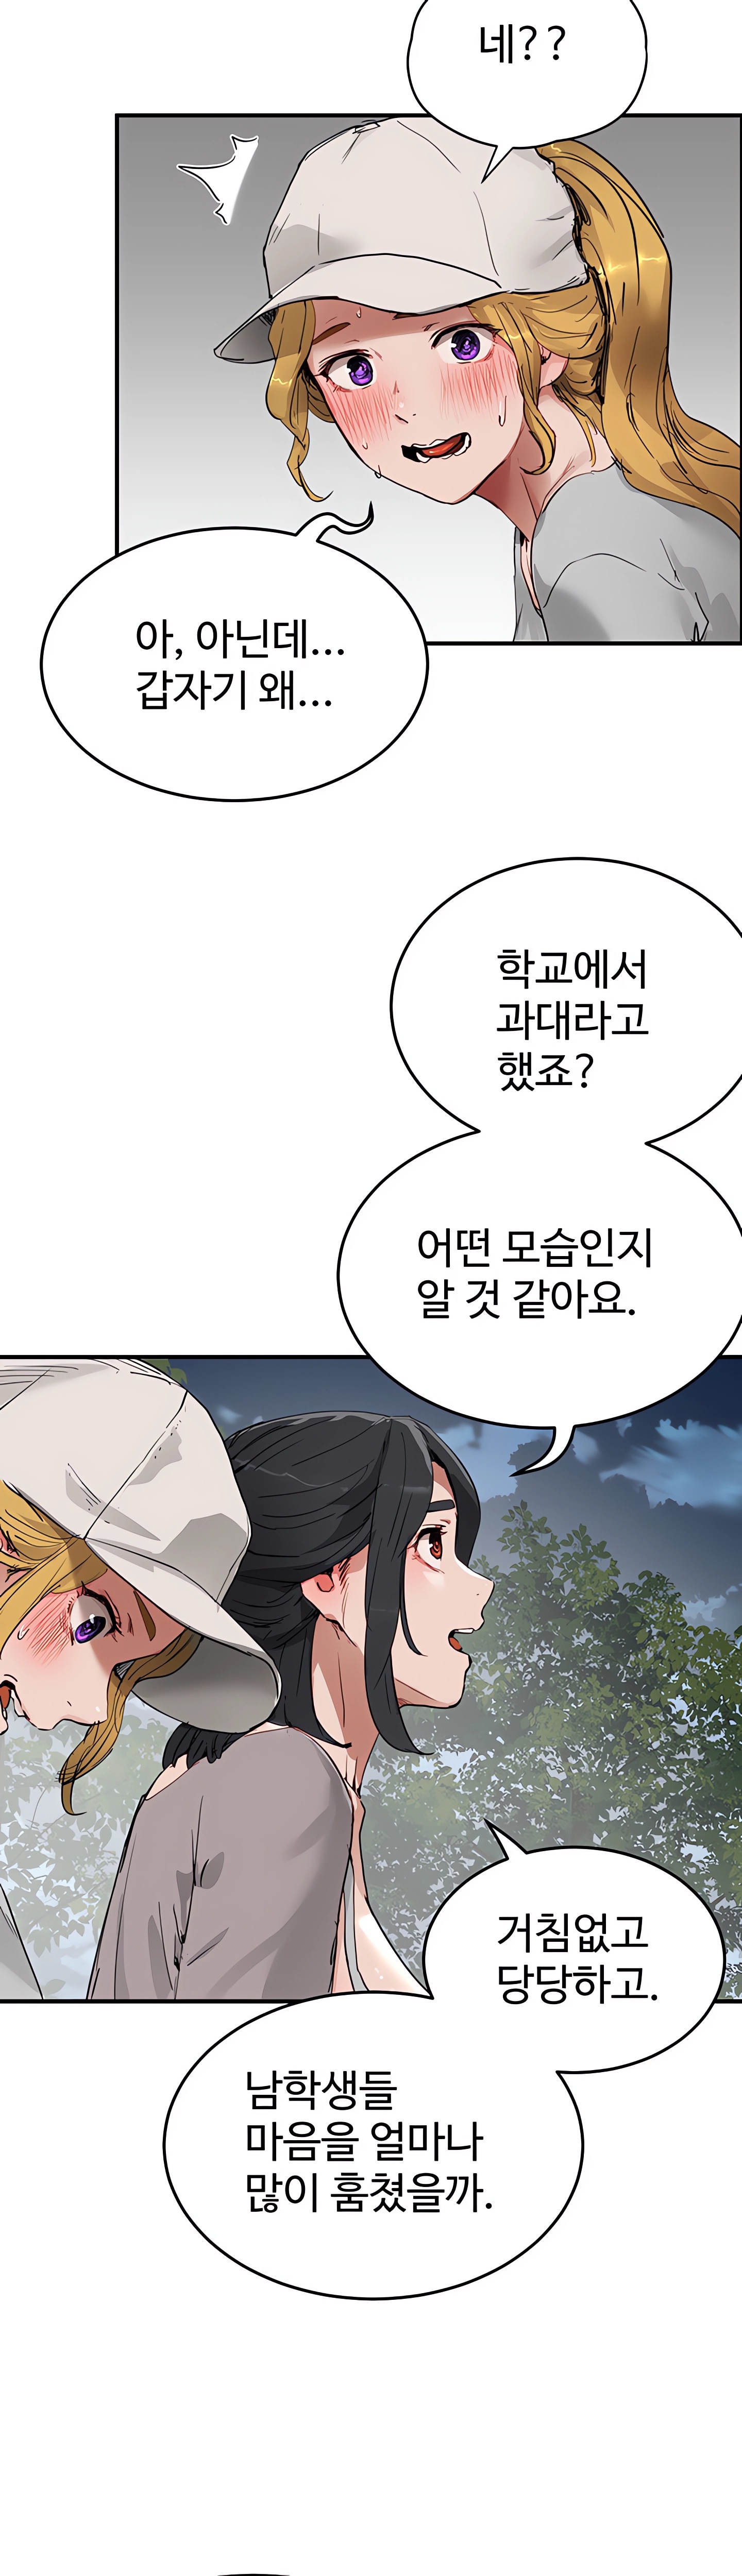 네??
아, 아닌데...
갑자기 왜...
학교에서
과대라고
했죠?
어떤 모습인지
알 것 같아요.
거침없고
당당하고.
남학생들
마음을 얼마나
많이 훔쳤을까.